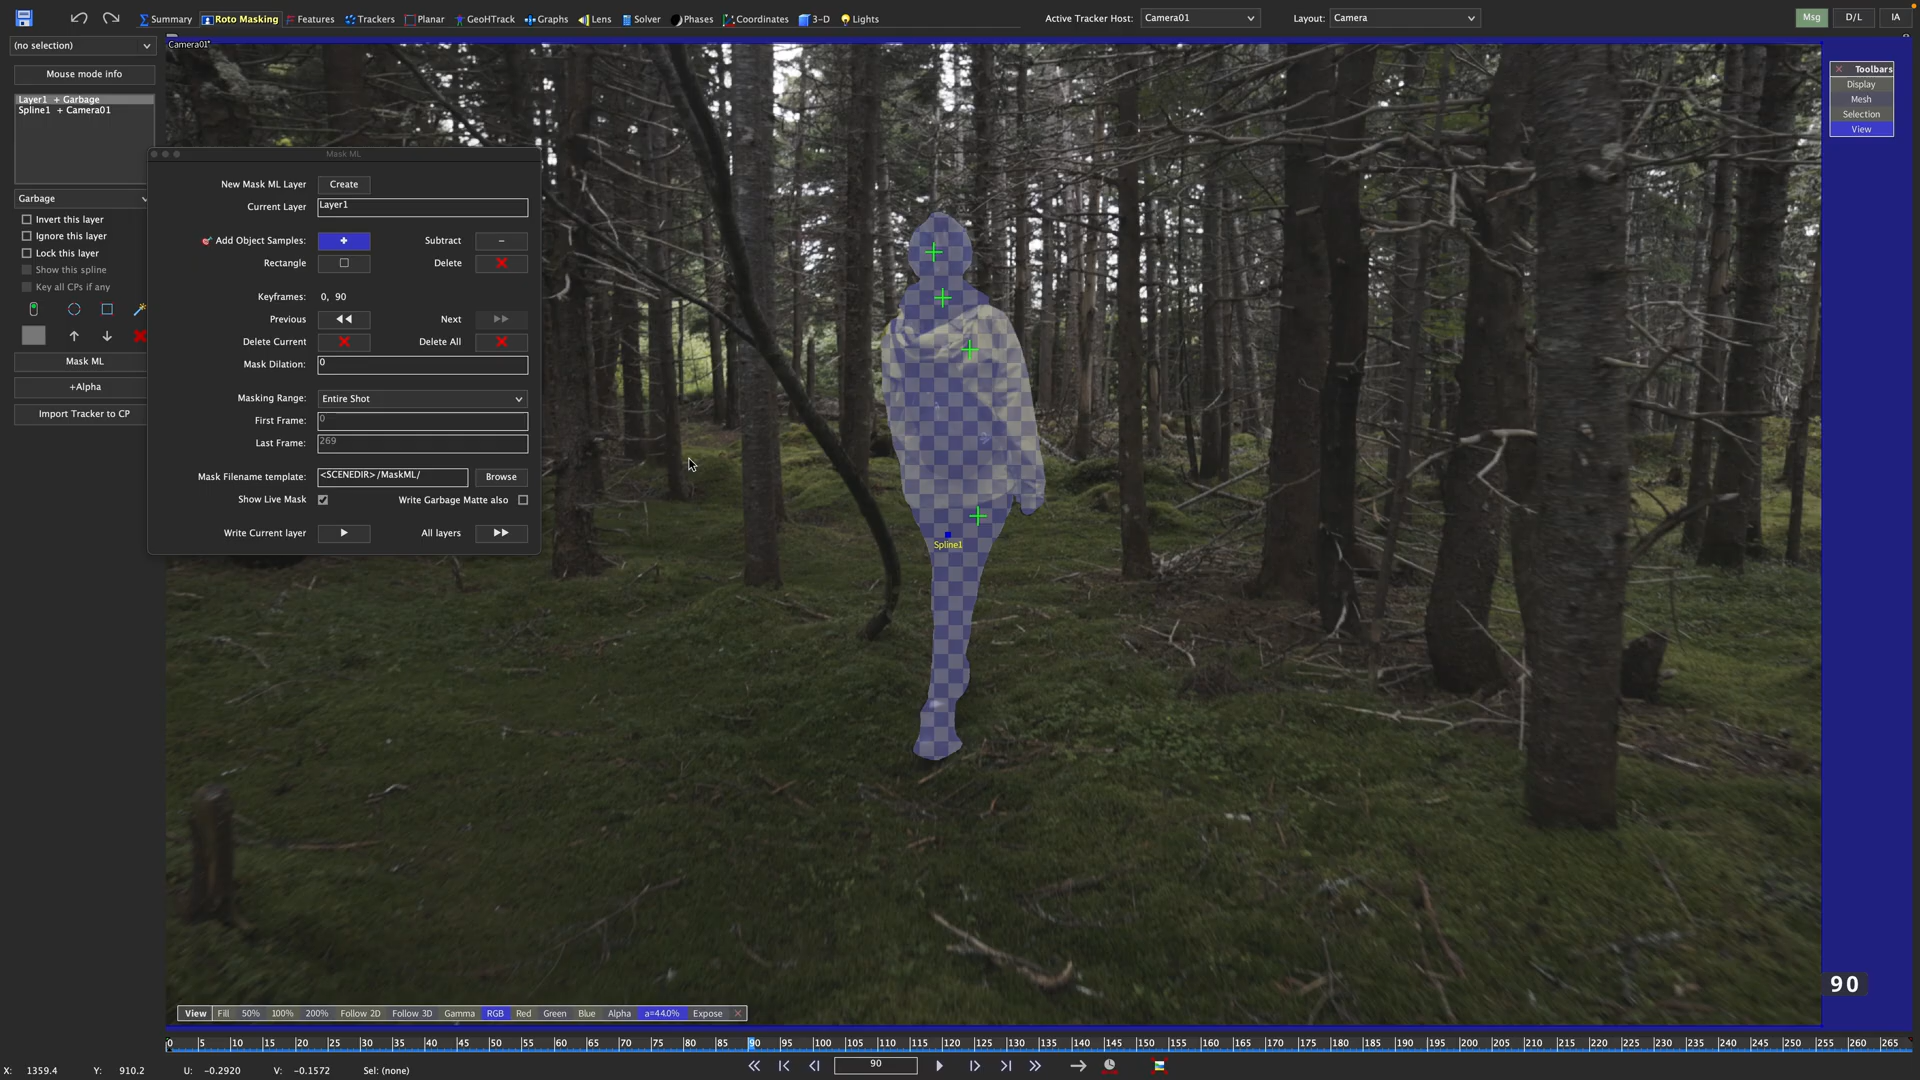 Summary Roto Masking Features Trackers Planar GeoHTrack Graphs Lens Solver Phases Coordinates 3-D Lights Active Tracker Host: Camera01 Layout: Camera Msg D/L IA
(no selection)
Camera01*
Mouse mode info
Layer1 + Garbage
Spline1 + Camera01
Garbage
Invert this layer
Ignore this layer
Lock this layer
Show this spline
Key all CPs if any
Mask ML
+Alpha
Import Tracker to CP
Mask ML
New Mask ML Layer Create
Current Layer Layer1
Add Object Samples: + Subtract −
Rectangle Delete
Keyframes: 0, 90
Previous Next
Delete Current Delete All
Mask Dilation: 0
Masking Range: Entire Shot
First Frame: 0
Last Frame: 269
Mask Filename template: <SCENEDIR>/MaskML/ Browse
Show Live Mask Write Garbage Matte also
Write Current layer All layers
Spline1
Toolbars
Display
Mesh
Selection
View
90
View Fill 50% 100% 200% Follow 2D Follow 3D Gamma RGB Red Green Blue Alpha a=44.0% Expose
0 5 10 15 20 25 30 35 40 45 50 55 60 65 70 75 80 85 90 95 100 105 110 115 120 125 130 135 140 145 150 155 160 165 170 175 180 185 190 195 200 205 210 215 220 225 230 235 240 245 250 255 260 265
X: 1359.4 Y: 910.2 U: -0.2920 V: -0.1572 Sel: (none) 90